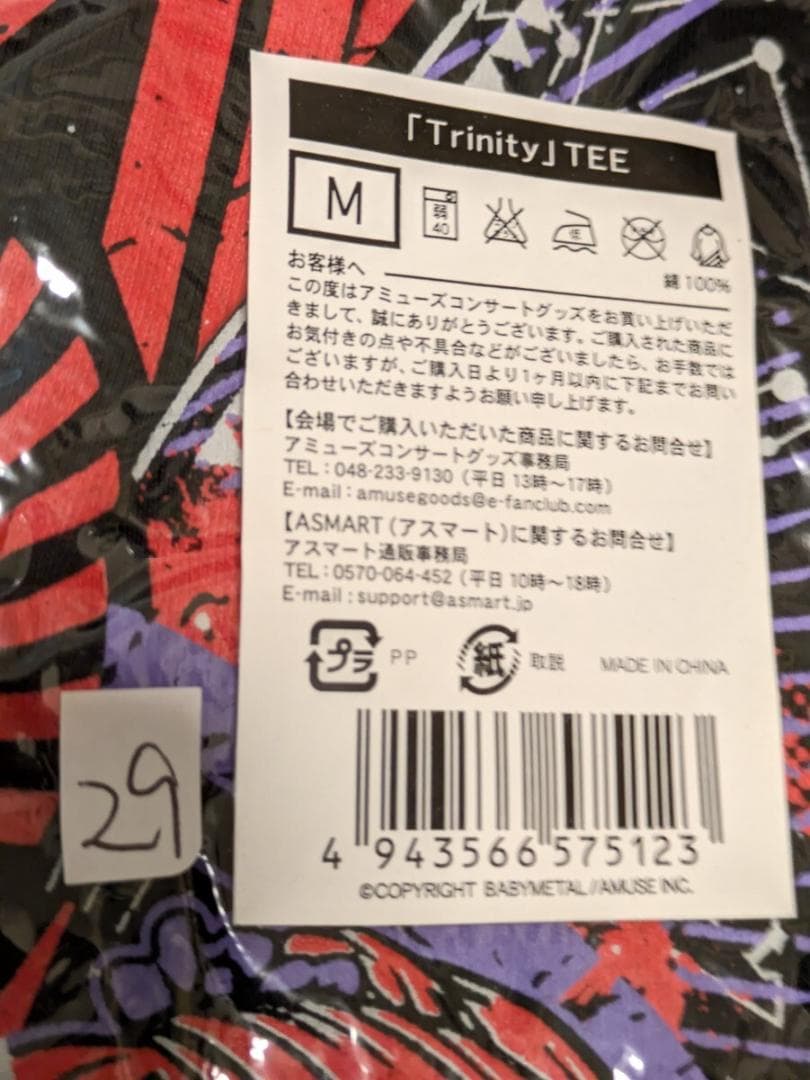 「Trinity」TEE
M
弱
40
低
綿 100%
お客様へ
この度はアミューズコンサートグッズをお買い上げいただ
きまして、誠にありがとうございます。ご購入された商品に
お気付きの点や不具合などがございましたら、お手数では
ございますが、ご購入日より1ヶ月以内に下記までお問い
合わせいただきますようお願い申し上げます。
【会場でご購入いただいた商品に関するお問合せ】
アミューズコンサートグッズ事務局
TEL：048-233-9130（平日 13時～17時）
E-mail：amusegoods@e-fanclub.com
【ASMART（アスマート）に関するお問合せ】
アスマート通販事務局
TEL：0570-064-452（平日 10時～18時）
E-mail：support@asmart.jp
プラ PP 紙 取説 MADE IN CHINA
29
4 943566 575123
©COPYRIGHT BABYMETAL//AMUSE INC.